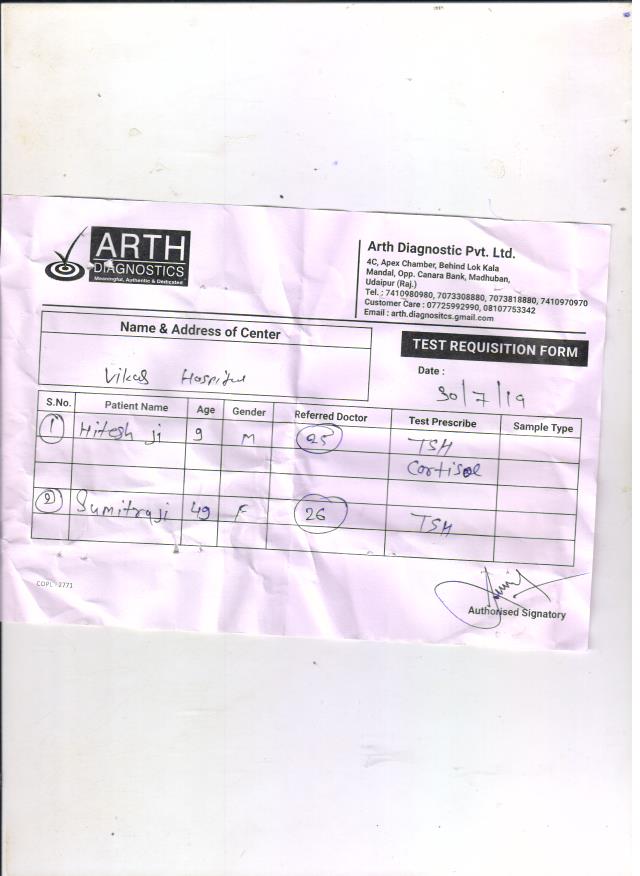 ARTH
DIAGNOSTICS
Meaningful, Authentic & Dedicated
Arth Diagnostic Pvt. Ltd.
4C, Apex Chamber, Behind Lok Kala
Mandal, Opp. Canara Bank, Madhuban,
Udaipur (Raj.)
Tel. : 7410980980, 7073308880, 7073818880, 7410970970
Customer Care : 07725992990, 08107753342
Email : arth.diagnositcs.gmail.com
Name & Address of Center
Vikas Hospital
TEST REQUISITION FORM
Date :
30/7/19
S.No. Patient Name Age Gender Referred Doctor Test Prescribe Sample Type
1 Hitesh ji 9 M 25 TSH
Cortisol
2 Sumitraji 49 F 26 TSH
COPL - 2771
Authorised Signatory